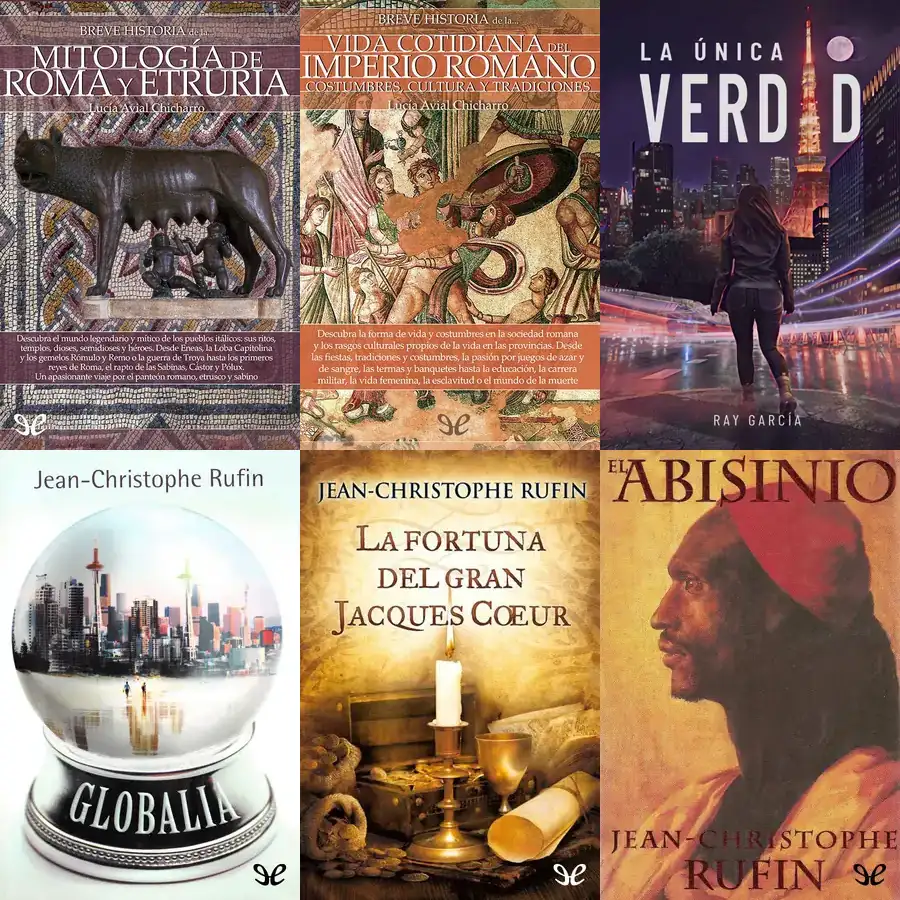 BREVE HISTORIA de la...
MITOLOGÍA DE
ROMA Y ETRURIA
Lucía Avial Chicharro
Descubra el mundo legendario y mítico de los pueblos itálicos: sus ritos,
templos, dioses, semidioses y héroes. Desde Eneas, la Loba Capitolina
y los gemelos Rómulo y Remo o la guerra de Troya hasta los primeros
reyes de Roma, el rapto de las Sabinas, Cástor y Pólux.
Un apasionante viaje por el panteón romano, etrusco y sabino
BREVE HISTORIA de la...
VIDA COTIDIANA DEL
IMPERIO ROMANO
COSTUMBRES, CULTURA Y TRADICIONES
Lucía Avial Chicharro
Descubra la forma de vida y costumbres en la sociedad romana
y los rasgos culturales propios de la vida en las provincias. Desde
las fiestas, tradiciones y costumbres, la pasión por juegos de azar y
de sangre, las termas y banquetes hasta la educación, la carrera
militar, la vida femenina, la esclavitud o el mundo de la muerte
LA ÚNICA
VERD D
RAY GARCÍA
Jean-Christophe Rufin
GLOBALIA
JEAN-CHRISTOPHE RUFIN
LA FORTUNA
DEL GRAN
JACQUES CŒUR
EL ABISINIO
JEAN-CHRISTOPHE
RUFIN